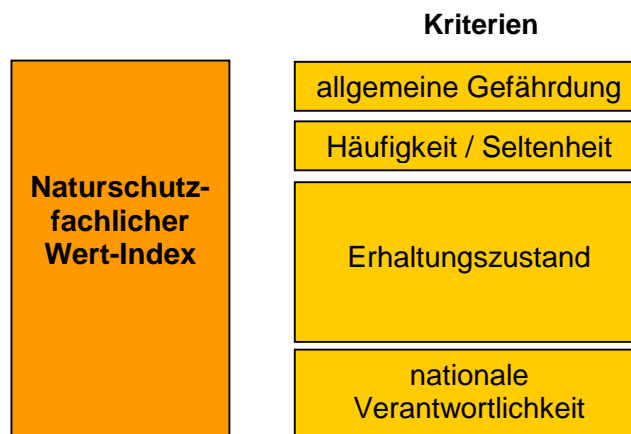 Kriterien
Naturschutz-
fachlicher
Wert-Index
allgemeine Gefährdung
Häufigkeit / Seltenheit
Erhaltungszustand
nationale
Verantwortlichkeit